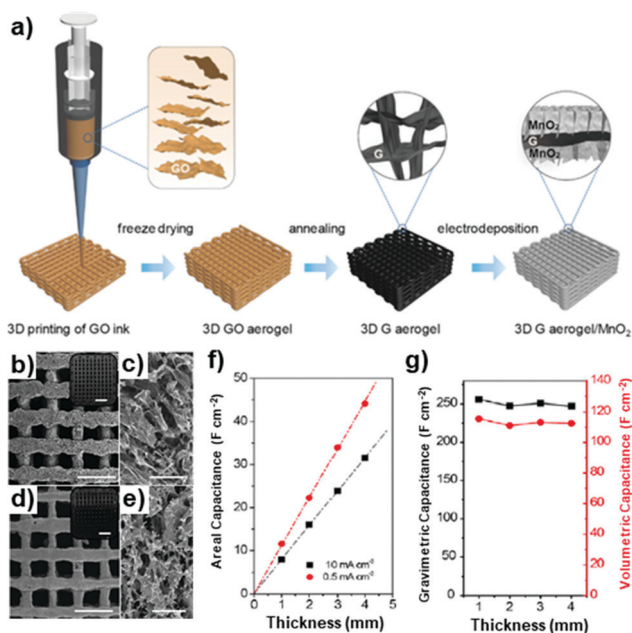 a)
GO
G
MnO₂
G
MnO₂
freeze drying
annealing
electrodeposition
3D printing of GO ink
3D GO aerogel
3D G aerogel
3D G aerogel/MnO₂
b)
c)
d)
e)
f)
Areal Capacitance (F cm⁻²)
50
40
30
20
10
0
0 1 2 3 4 5
10 mA cm⁻²
0.5 mA cm⁻²
Thickness (mm)
g)
Gravimetric Capacitance (F cm⁻²)
250
200
150
100
50
0
1 2 3 4
Thickness (mm)
140
120
100
80
60
40
20
0
Volumetric Capacitance (F cm⁻²)